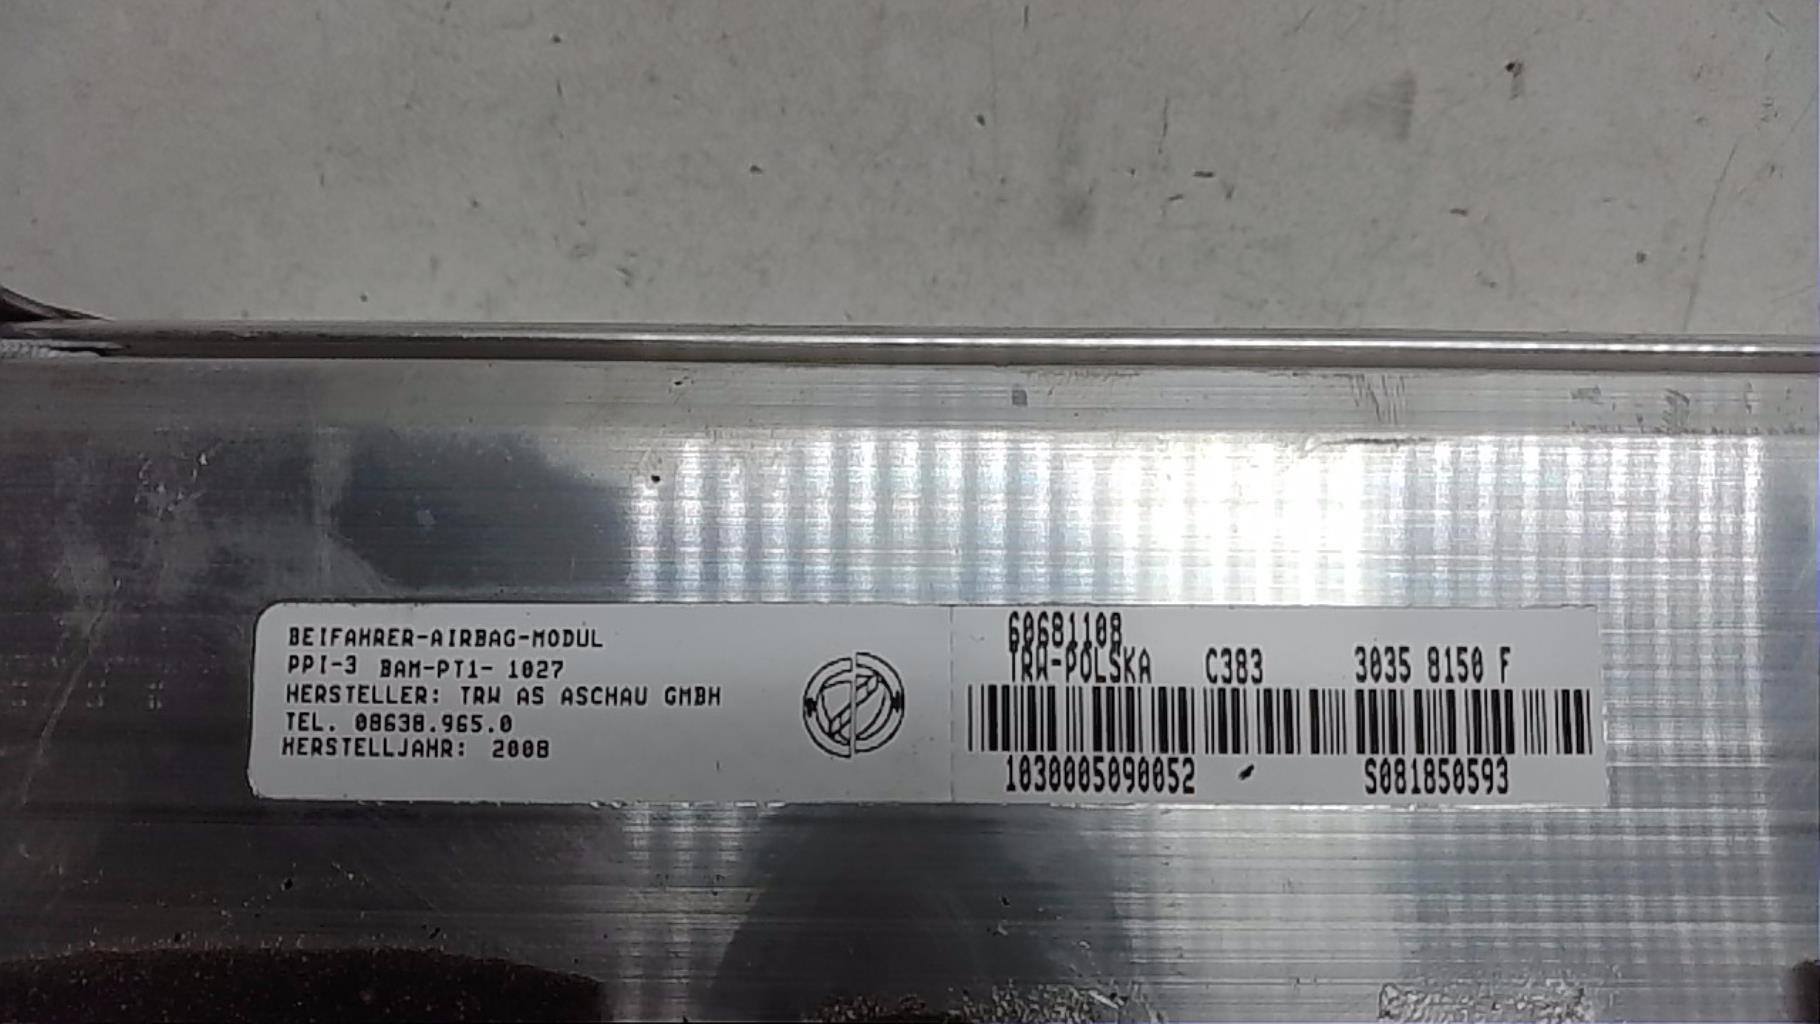 BEIFAHRER-AIRBAG-MODUL
PPI-3 BAM-PT1- 1027
HERSTELLER: TRW AS ASCHAU GMBH
TEL. 08638.965.0
HERSTELLJAHR: 2008
60681108
TRW-POLSKA C383 3035 8150 F
1030005090052 S081850593